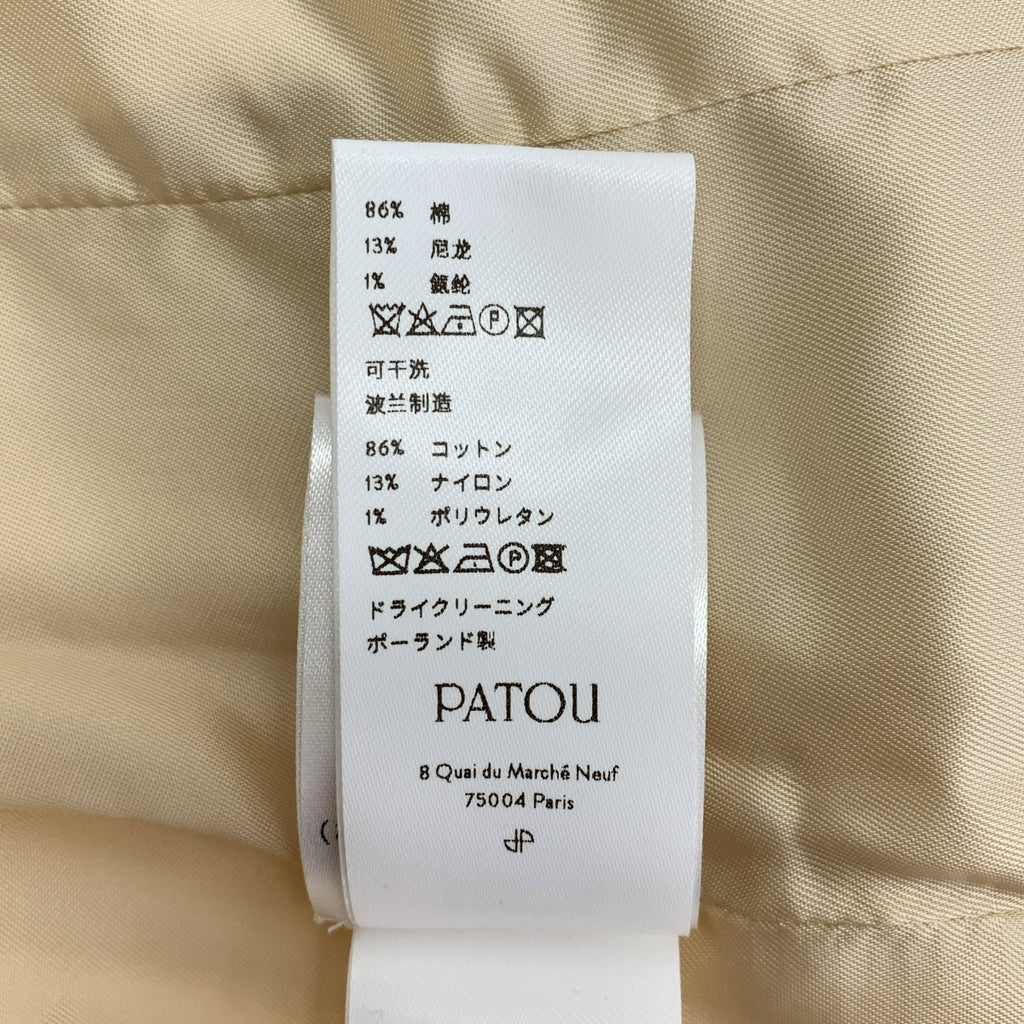 86% 棉
13% 尼龙
1% 氨纶
可干洗
波兰制造
86% コットン
13% ナイロン
1% ポリウレタン
ドライクリーニング
ポーランド製
PATOU
8 Quai du Marché Neuf
75004 Paris
JP